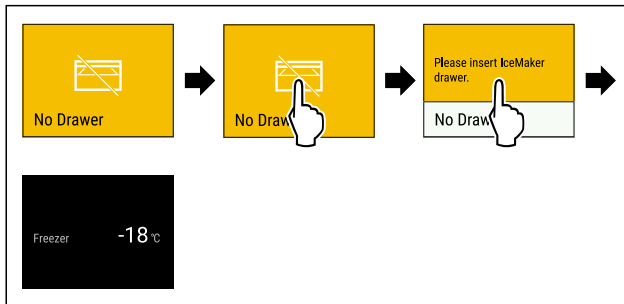 No Drawer
No Draw
Please insert IceMaker
drawer.
No Draw
Freezer -18 °C